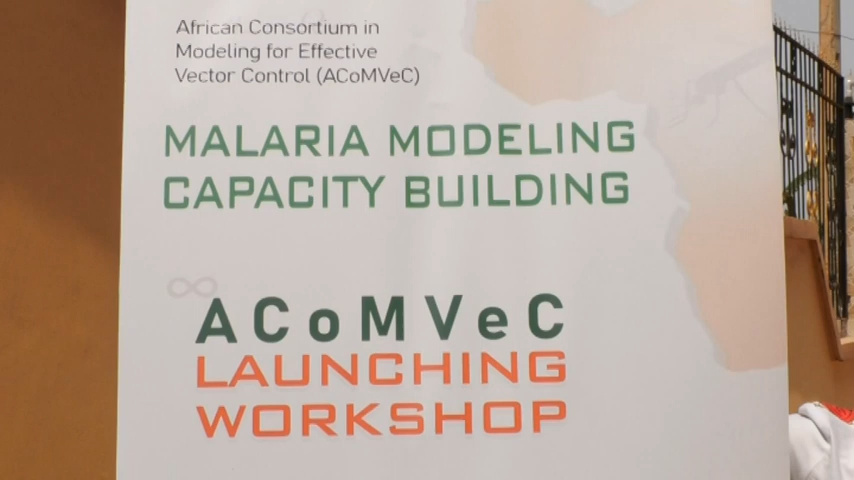 African Consortium in
Modeling for Effective
Vector Control (ACoMVeC)
MALARIA MODELING
CAPACITY BUILDING
ACoMVeC
LAUNCHING
WORKSHOP